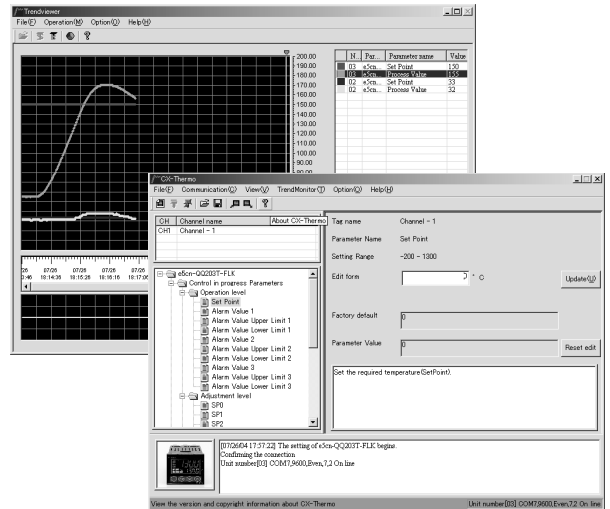 Trendviewer
File(F) Operation(M) Option(O) Help(H)
200.00
190.00
180.00
170.00
160.00
150.00
140.00
130.00
120.00
110.00
100.00
90.00
80.00
N... Par... Parameter name Value
03 e5cn... Set Point 150
03 e5cn... Process Value 155
02 e5cn... Set Point 33
02 e5cn... Process Value 32
07/26 07/26 07/26 07/26
18:14:36 18:15:26 18:16:16
CX-Thermo
File(F) Communication(C) View(V) TrendMonitor(T) Option(O) Help(H)
About CX-Thermo
CH Channel name
CH1 Channel - 1
Tag name Channel - 1
Parameter Name Set Point
Setting Range -200 - 1300
Edit form ° C Update(U)
Factory default 0
Parameter Value 0 Reset edit
Set the required temperature(SetPoint).
e5cn-QQ203T-FLK
Control in progress Parameters
Operation level
Set Point
Alarm Value 1
Alarm Value Upper Limit 1
Alarm Value Lower Limit 1
Alarm Value 2
Alarm Value Upper Limit 2
Alarm Value Lower Limit 2
Alarm Value 3
Alarm Value Upper Limit 3
Alarm Value Lower Limit 3
Adjustment level
SP0
SP1
SP2
[07/26/04 17:57:22] The setting of e5cn-QQ203T-FLK begins.
Confirming the connection
Unit number[03] COM7,9600,Even,7,2 On line
View the version and copyright information about CX-Thermo
Unit number[03] COM7,9600,Even,7,2 On line